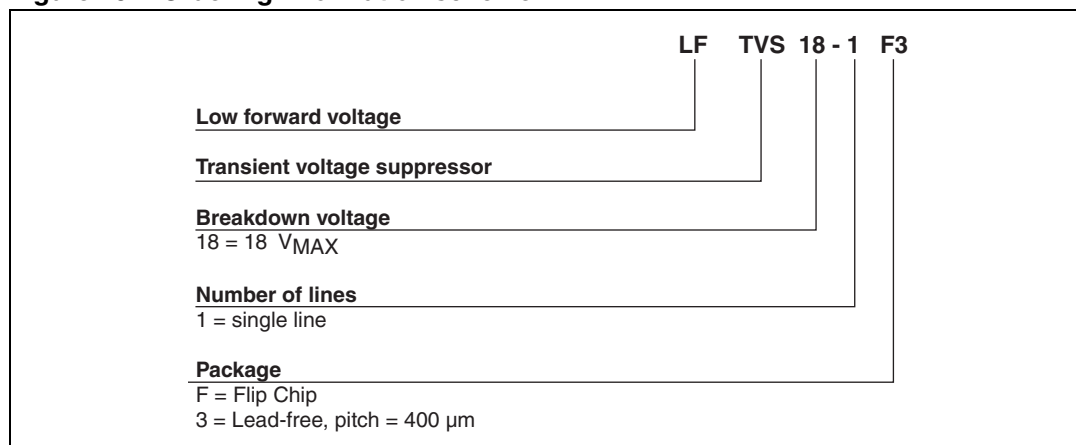 LF TVS 18 - 1 F3
Low forward voltage
Transient voltage suppressor
Breakdown voltage
18 = 18 VMAX
Number of lines
1 = single line
Package
F = Flip Chip
3 = Lead-free, pitch = 400 µm